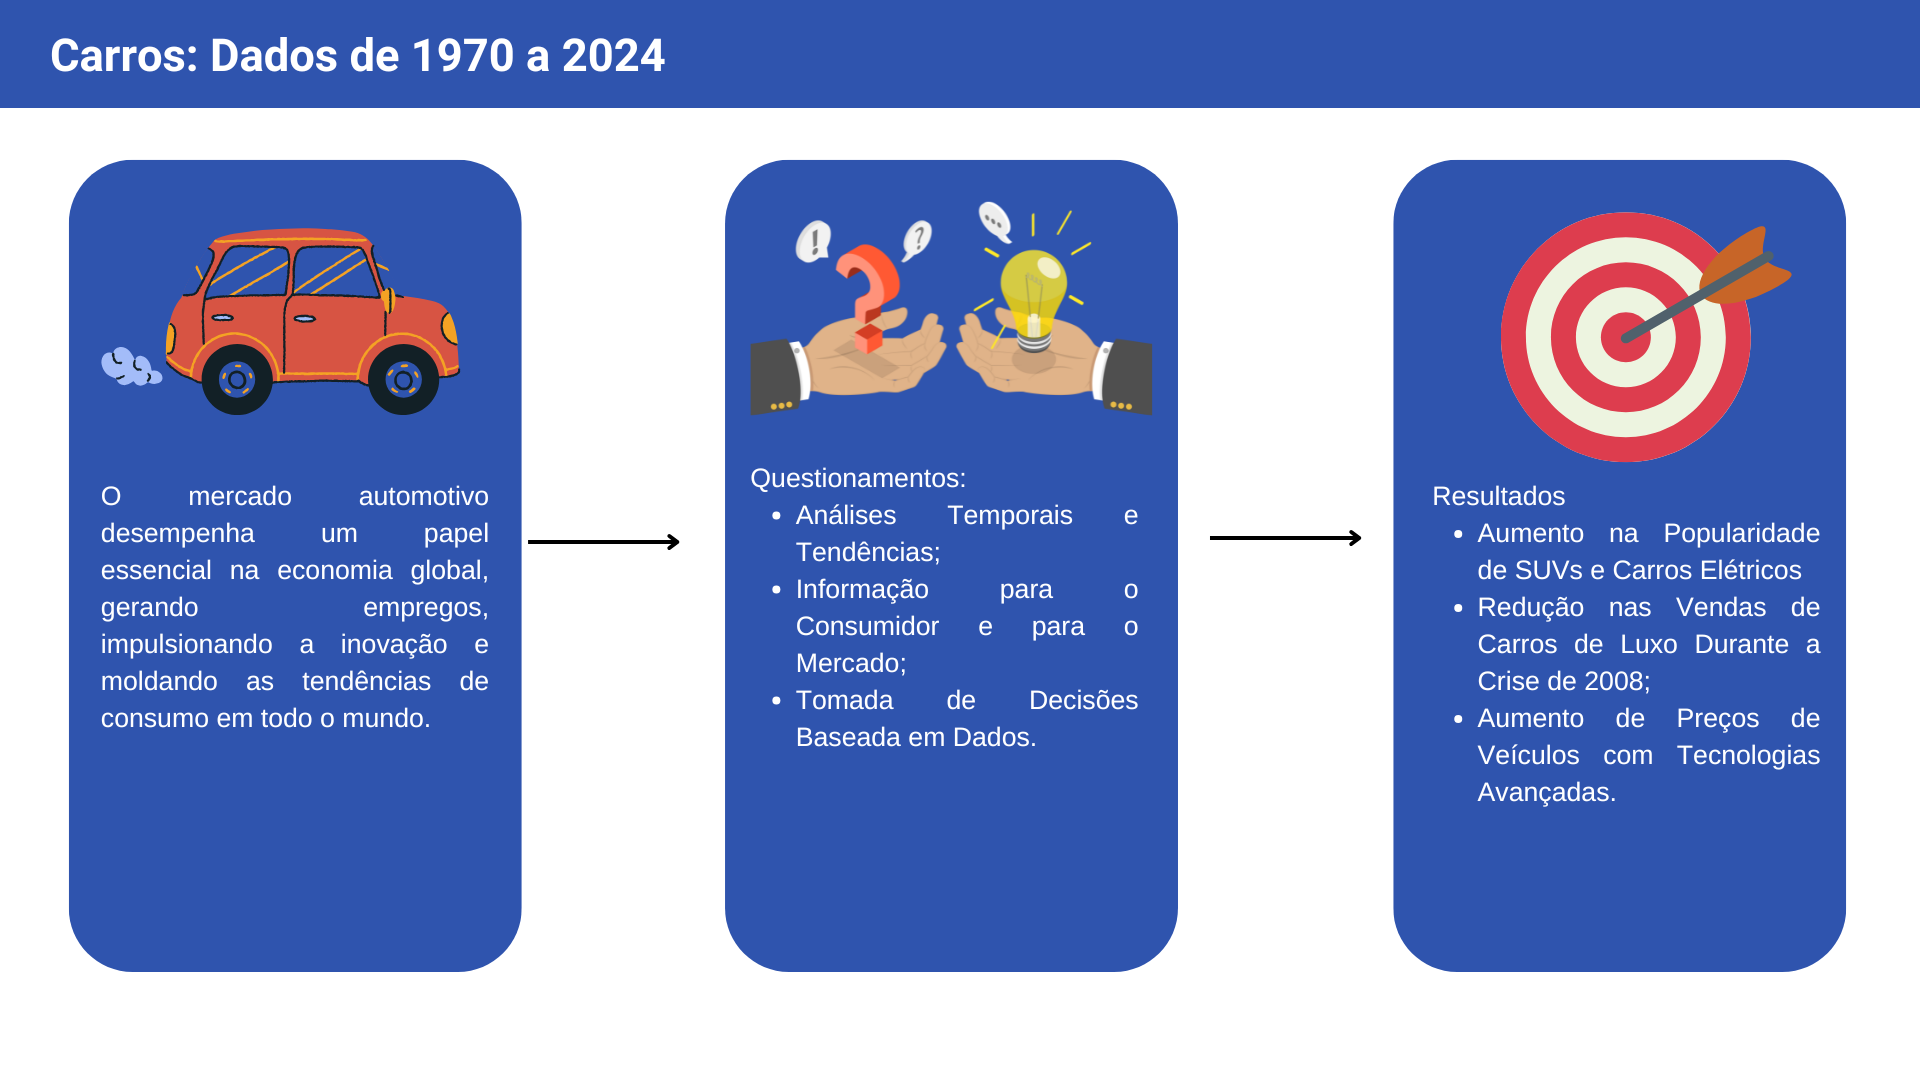 Carros: Dados de 1970 a 2024
O mercado automotivo
desempenha um papel
essencial na economia global,
gerando empregos,
impulsionando a inovação e
moldando as tendências de
consumo em todo o mundo.
Questionamentos:
• Análises Temporais e
Tendências;
• Informação para o
Consumidor e para o
Mercado;
• Tomada de Decisões
Baseada em Dados.
Resultados
• Aumento na Popularidade
de SUVs e Carros Elétricos
• Redução nas Vendas de
Carros de Luxo Durante a
Crise de 2008;
• Aumento de Preços de
Veículos com Tecnologias
Avançadas.